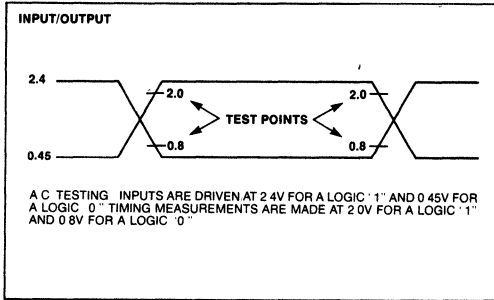 INPUT/OUTPUT
2.4
2.0
2.0
TEST POINTS
0.8
0.8
0.45
A C TESTING INPUTS ARE DRIVEN AT 2 4V FOR A LOGIC ' 1" AND 0 45V FOR
A LOGIC 0 " TIMING MEASUREMENTS ARE MADE AT 2 0V FOR A LOGIC ' 1"
AND 0 8V FOR A LOGIC '0 "